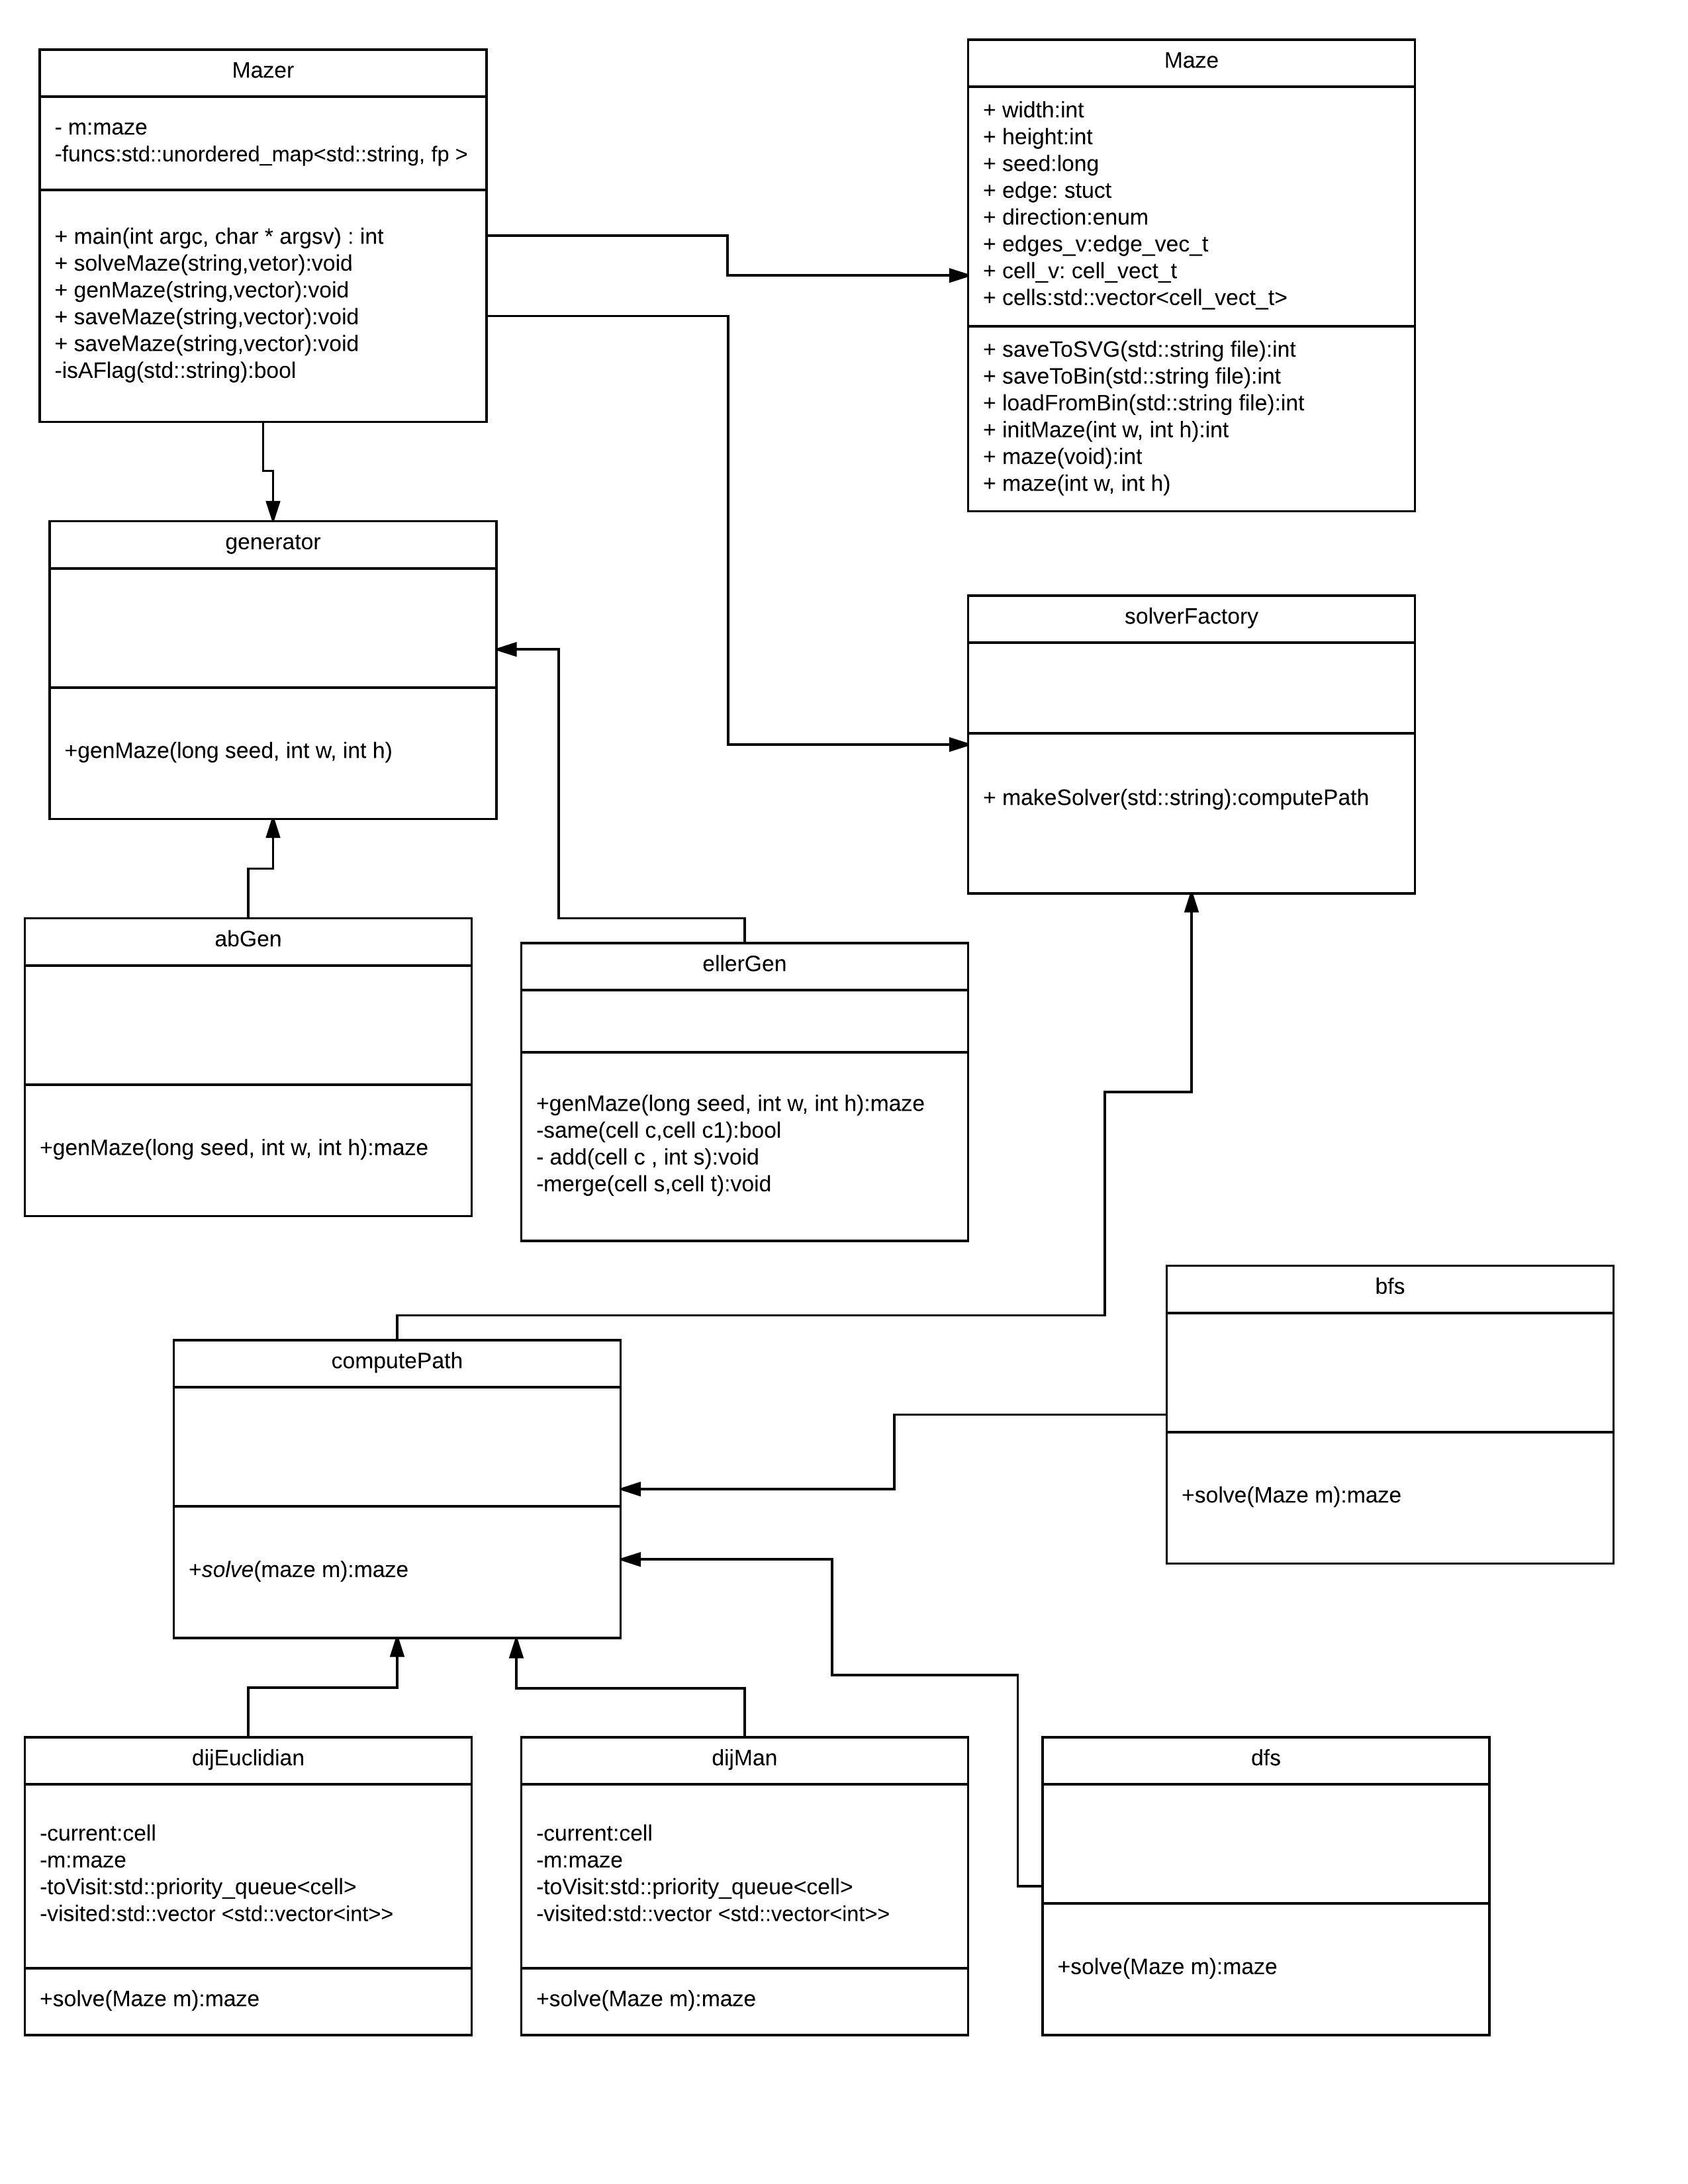 Mazer
- m:maze
-funcs:std::unordered_map<std::string, fp >
+ main(int argc, char * argsv) : int
+ solveMaze(string,vetor):void
+ genMaze(string,vector):void
+ saveMaze(string,vector):void
+ saveMaze(string,vector):void
-isAFlag(std::string):bool
Maze
+ width:int
+ height:int
+ seed:long
+ edge: stuct
+ direction:enum
+ edges_v:edge_vec_t
+ cell_v: cell_vect_t
+ cells:std::vector<cell_vect_t>
+ saveToSVG(std::string file):int
+ saveToBin(std::string file):int
+ loadFromBin(std::string file):int
+ initMaze(int w, int h):int
+ maze(void):int
+ maze(int w, int h)
generator
+genMaze(long seed, int w, int h)
solverFactory
+ makeSolver(std::string):computePath
abGen
+genMaze(long seed, int w, int h):maze
ellerGen
+genMaze(long seed, int w, int h):maze
-same(cell c,cell c1):bool
- add(cell c , int s):void
-merge(cell s,cell t):void
bfs
+solve(Maze m):maze
computePath
+solve(maze m):maze
dijEuclidian
-current:cell
-m:maze
-toVisit:std::priority_queue<cell>
-visited:std::vector <std::vector<int>>
+solve(Maze m):maze
dijMan
-current:cell
-m:maze
-toVisit:std::priority_queue<cell>
-visited:std::vector <std::vector<int>>
+solve(Maze m):maze
dfs
+solve(Maze m):maze